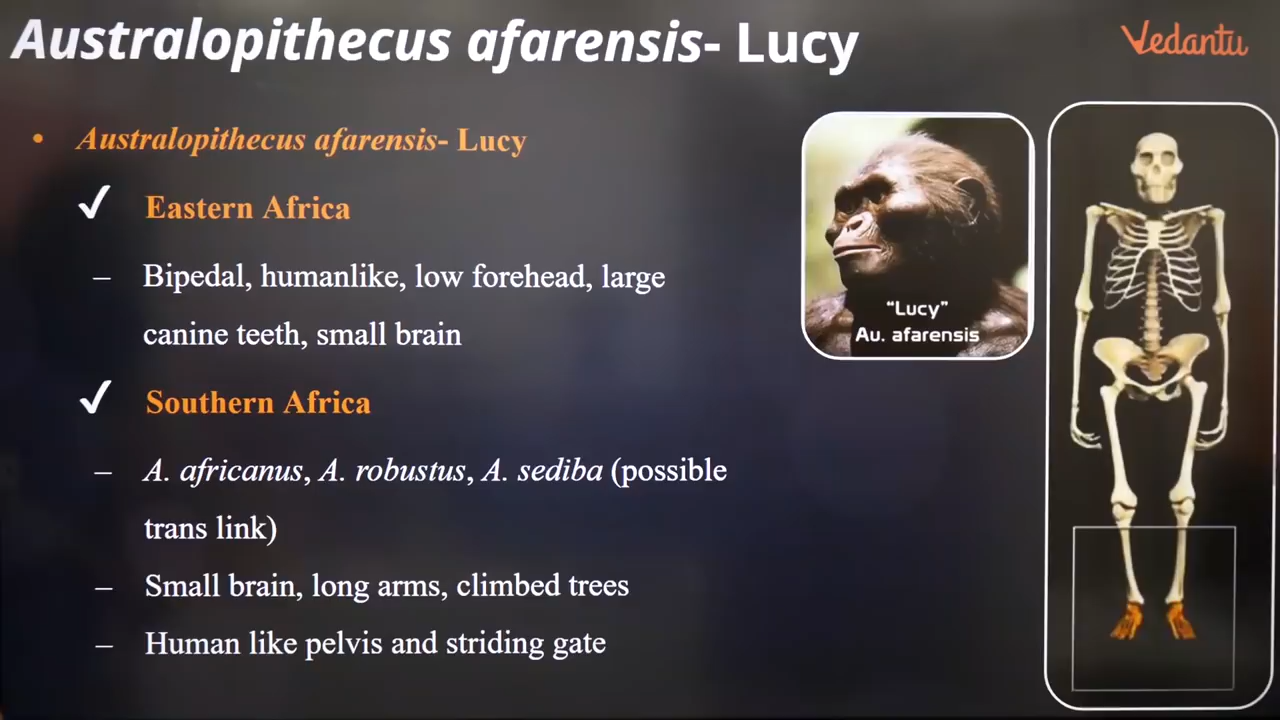 Australopithecus afarensis- Lucy
Vedantu
• Australopithecus afarensis- Lucy
✓ Eastern Africa
– Bipedal, humanlike, low forehead, large
canine teeth, small brain
✓ Southern Africa
– A. africanus, A. robustus, A. sediba (possible
trans link)
– Small brain, long arms, climbed trees
– Human like pelvis and striding gate
“Lucy”
Au. afarensis